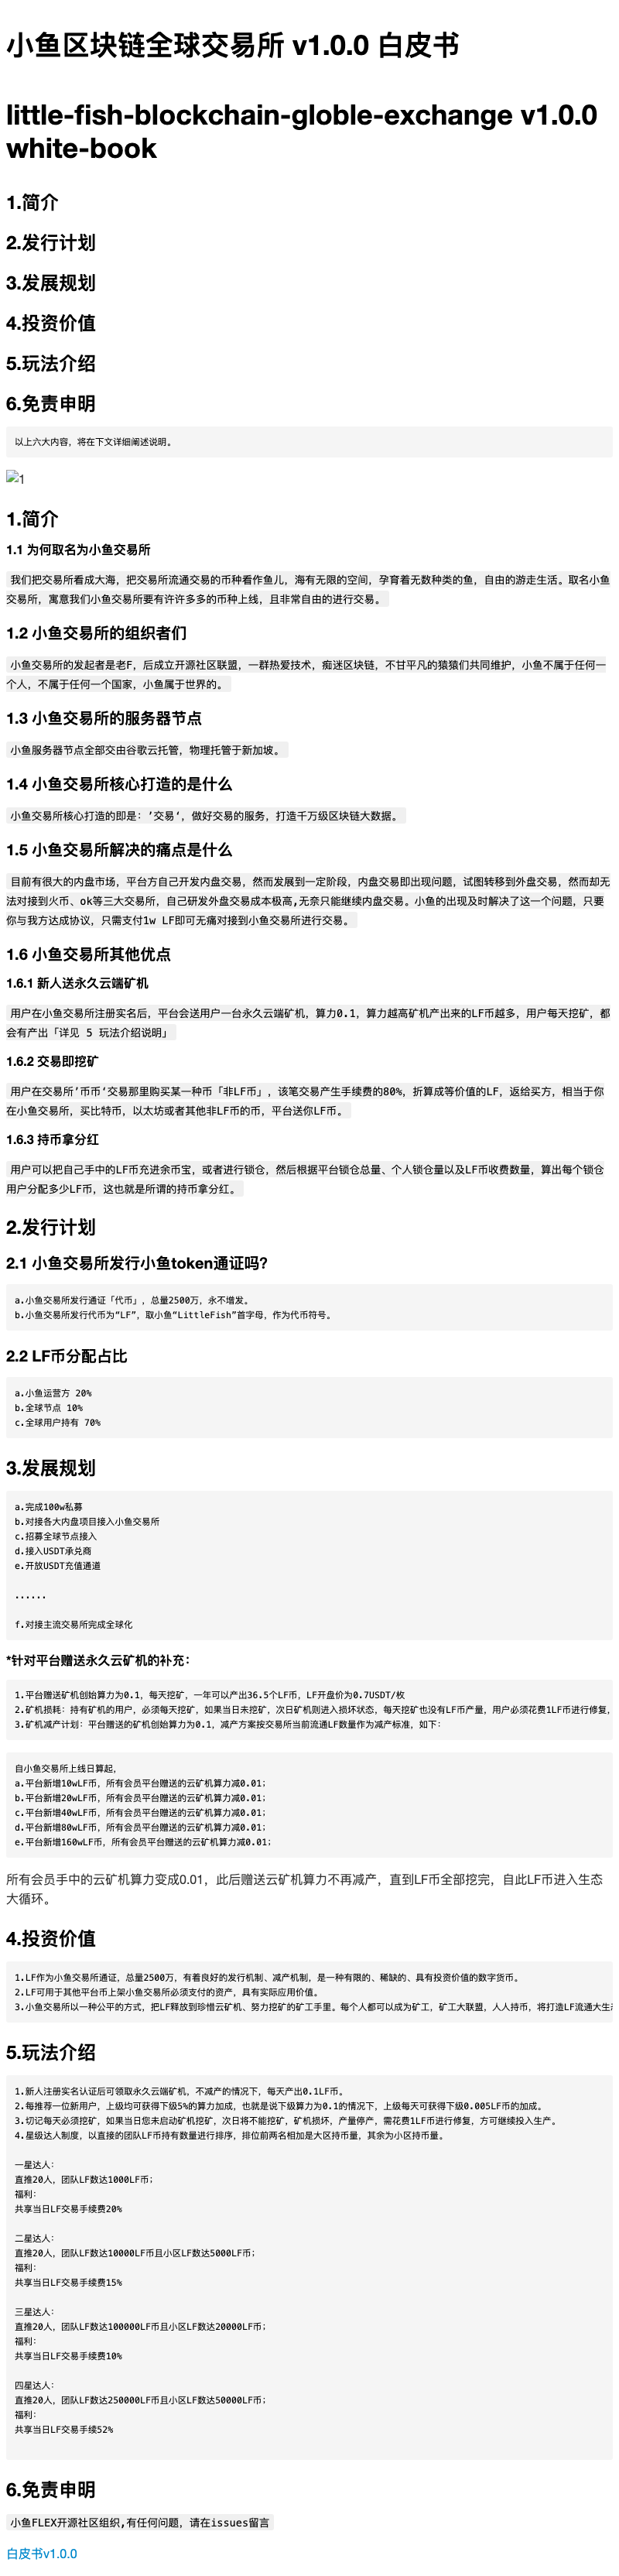 小鱼区块链全球交易所 v1.0.0 白皮书
little-fish-blockchain-globle-exchange v1.0.0
white-book
1.简介
2.发行计划
3.发展规划
4.投资价值
5.玩法介绍
6.免责申明
以上六大内容，将在下文详细阐述说明。
1
1.简介
1.1 为何取名为小鱼交易所
我们把交易所看成大海，把交易所流通交易的币种看作鱼儿，海有无限的空间，孕育着无数种类的鱼，自由的游走生活。取名小鱼
交易所，寓意我们小鱼交易所要有许许多多的币种上线，且非常自由的进行交易。
1.2 小鱼交易所的组织者们
小鱼交易所的发起者是老F，后成立开源社区联盟，一群热爱技术，痴迷区块链，不甘平凡的猿猿们共同维护，小鱼不属于任何一
个人，不属于任何一个国家，小鱼属于世界的。
1.3 小鱼交易所的服务器节点
小鱼服务器节点全部交由谷歌云托管，物理托管于新加坡。
1.4 小鱼交易所核心打造的是什么
小鱼交易所核心打造的即是：’交易‘，做好交易的服务，打造千万级区块链大数据。
1.5 小鱼交易所解决的痛点是什么
目前有很大的内盘市场，平台方自己开发内盘交易，然而发展到一定阶段，内盘交易即出现问题，试图转移到外盘交易，然而却无
法对接到火币、ok等三大交易所，自己研发外盘交易成本极高,无奈只能继续内盘交易。小鱼的出现及时解决了这一个问题，只要
你与我方达成协议，只需支付1w LF即可无痛对接到小鱼交易所进行交易。
1.6 小鱼交易所其他优点
1.6.1 新人送永久云端矿机
用户在小鱼交易所注册实名后，平台会送用户一台永久云端矿机，算力0.1，算力越高矿机产出来的LF币越多，用户每天挖矿，都
会有产出「详见 5 玩法介绍说明」
1.6.2 交易即挖矿
用户在交易所’币币‘交易那里购买某一种币「非LF币」，该笔交易产生手续费的80%，折算成等价值的LF，返给买方，相当于你
在小鱼交易所，买比特币，以太坊或者其他非LF币的币，平台送你LF币。
1.6.3 持币拿分红
用户可以把自己手中的LF币充进余币宝，或者进行锁仓，然后根据平台锁仓总量、个人锁仓量以及LF币收费数量，算出每个锁仓
用户分配多少LF币，这也就是所谓的持币拿分红。
2.发行计划
2.1 小鱼交易所发行小鱼token通证吗？
a.小鱼交易所发行通证「代币」，总量2500万，永不增发。
b.小鱼交易所发行代币为“LF”，取小鱼“LittleFish”首字母，作为代币符号。
2.2 LF币分配占比
a.小鱼运营方 20%
b.全球节点 10%
c.全球用户持有 70%
3.发展规划
a.完成100w私募
b.对接各大内盘项目接入小鱼交易所
c.招募全球节点接入
d.接入USDT承兑商
e.开放USDT充值通道
......
f.对接主流交易所完成全球化
*针对平台赠送永久云矿机的补充：
1.平台赠送矿机创始算力为0.1，每天挖矿，一年可以产出36.5个LF币，LF开盘价为0.7USDT/枚
2.矿机损耗：持有矿机的用户，必须每天挖矿，如果当日未挖矿，次日矿机则进入损坏状态，每天挖矿也没有LF币产量，用户必须花费1LF币进行修复，
3.矿机减产计划：平台赠送的矿机创始算力为0.1，减产方案按交易所当前流通LF数量作为减产标准，如下：
自小鱼交易所上线日算起，
a.平台新增10wLF币，所有会员平台赠送的云矿机算力减0.01；
b.平台新增20wLF币，所有会员平台赠送的云矿机算力减0.01；
c.平台新增40wLF币，所有会员平台赠送的云矿机算力减0.01；
d.平台新增80wLF币，所有会员平台赠送的云矿机算力减0.01；
e.平台新增160wLF币，所有会员平台赠送的云矿机算力减0.01；
所有会员手中的云矿机算力变成0.01，此后赠送云矿机算力不再减产，直到LF币全部挖完，自此LF币进入生态
大循环。
4.投资价值
1.LF作为小鱼交易所通证，总量2500万，有着良好的发行机制、减产机制，是一种有限的、稀缺的、具有投资价值的数字货币。
2.LF可用于其他平台币上架小鱼交易所必须支付的资产，具有实际应用价值。
3.小鱼交易所以一种公平的方式，把LF释放到珍惜云矿机、努力挖矿的矿工手里。每个人都可以成为矿工，矿工大联盟，人人持币，将打造LF流通大生态
5.玩法介绍
1.新人注册实名认证后可领取永久云端矿机，不减产的情况下，每天产出0.1LF币。
2.每推荐一位新用户，上级均可获得下级5%的算力加成，也就是说下级算力为0.1的情况下，上级每天可获得下级0.005LF币的加成。
3.切记每天必须挖矿，如果当日您未启动矿机挖矿，次日将不能挖矿，矿机损坏，产量停产，需花费1LF币进行修复，方可继续投入生产。
4.星级达人制度，以直接的团队LF币持有数量进行排序，排位前两名相加是大区持币量，其余为小区持币量。
一星达人：
直推20人，团队LF数达1000LF币；
福利：
共享当日LF交易手续费20%
二星达人：
直推20人，团队LF数达10000LF币且小区LF数达5000LF币；
福利：
共享当日LF交易手续费15%
三星达人：
直推20人，团队LF数达100000LF币且小区LF数达20000LF币；
福利：
共享当日LF交易手续费10%
四星达人：
直推20人，团队LF数达250000LF币且小区LF数达50000LF币；
福利：
共享当日LF交易手续52%
6.免责申明
小鱼FLEX开源社区组织,有任何问题，请在issues留言
白皮书v1.0.0